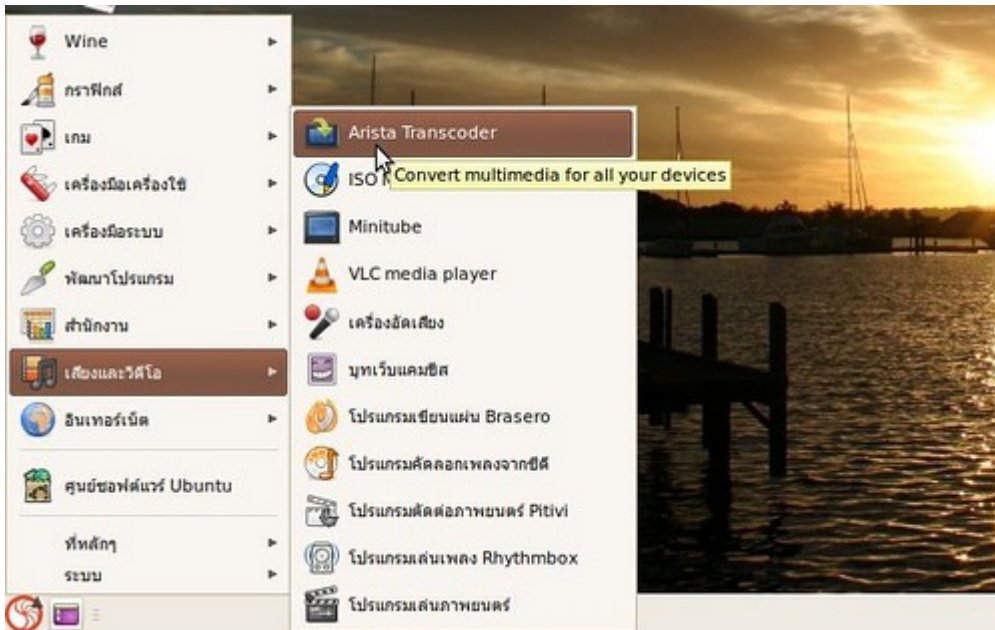 Wine
กราฟิกส์
เกม
เครื่องมือเครื่องใช้
เครื่องมือระบบ
พัฒนาโปรแกรม
สำนักงาน
เสียงและวิดีโอ
อินเทอร์เน็ต
ศูนย์ซอฟต์แวร์ Ubuntu
ที่หลักๆ
ระบบ
Arista Transcoder
Convert multimedia for all your devices
ISO
Minitube
VLC media player
เครื่องอัดเสียง
บูทเว็บแคมชีส
โปรแกรมเขียนแผ่น Brasero
โปรแกรมคัดลอกเพลงจากซีดี
โปรแกรมตัดต่อภาพยนตร์ Pitivi
โปรแกรมเล่นเพลง Rhythmbox
โปรแกรมเล่นภาพยนตร์